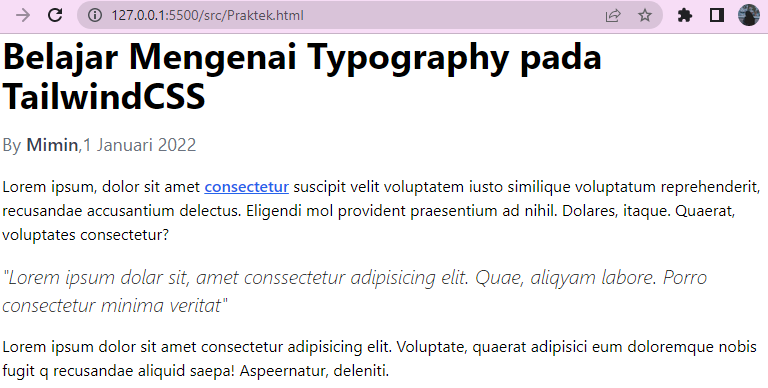 127.0.0.1:5500/src/Praktek.html
Belajar Mengenai Typography pada
TailwindCSS
By Mimin,1 Januari 2022
Lorem ipsum, dolor sit amet consectetur suscipit velit voluptatem iusto similique voluptatum reprehenderit,
recusandae accusantium delectus. Eligendi mol provident praesentium ad nihil. Dolares, itaque. Quaerat,
voluptates consectetur?
"Lorem ipsum dolar sit, amet conssectetur adipisicing elit. Quae, aliqyam labore. Porro
consectetur minima veritat"
Lorem ipsum dolor sit amet consectetur adipisicing elit. Voluptate, quaerat adipisici eum doloremque nobis
fugit q recusandae aliquid saepa! Aspeernatur, deleniti.